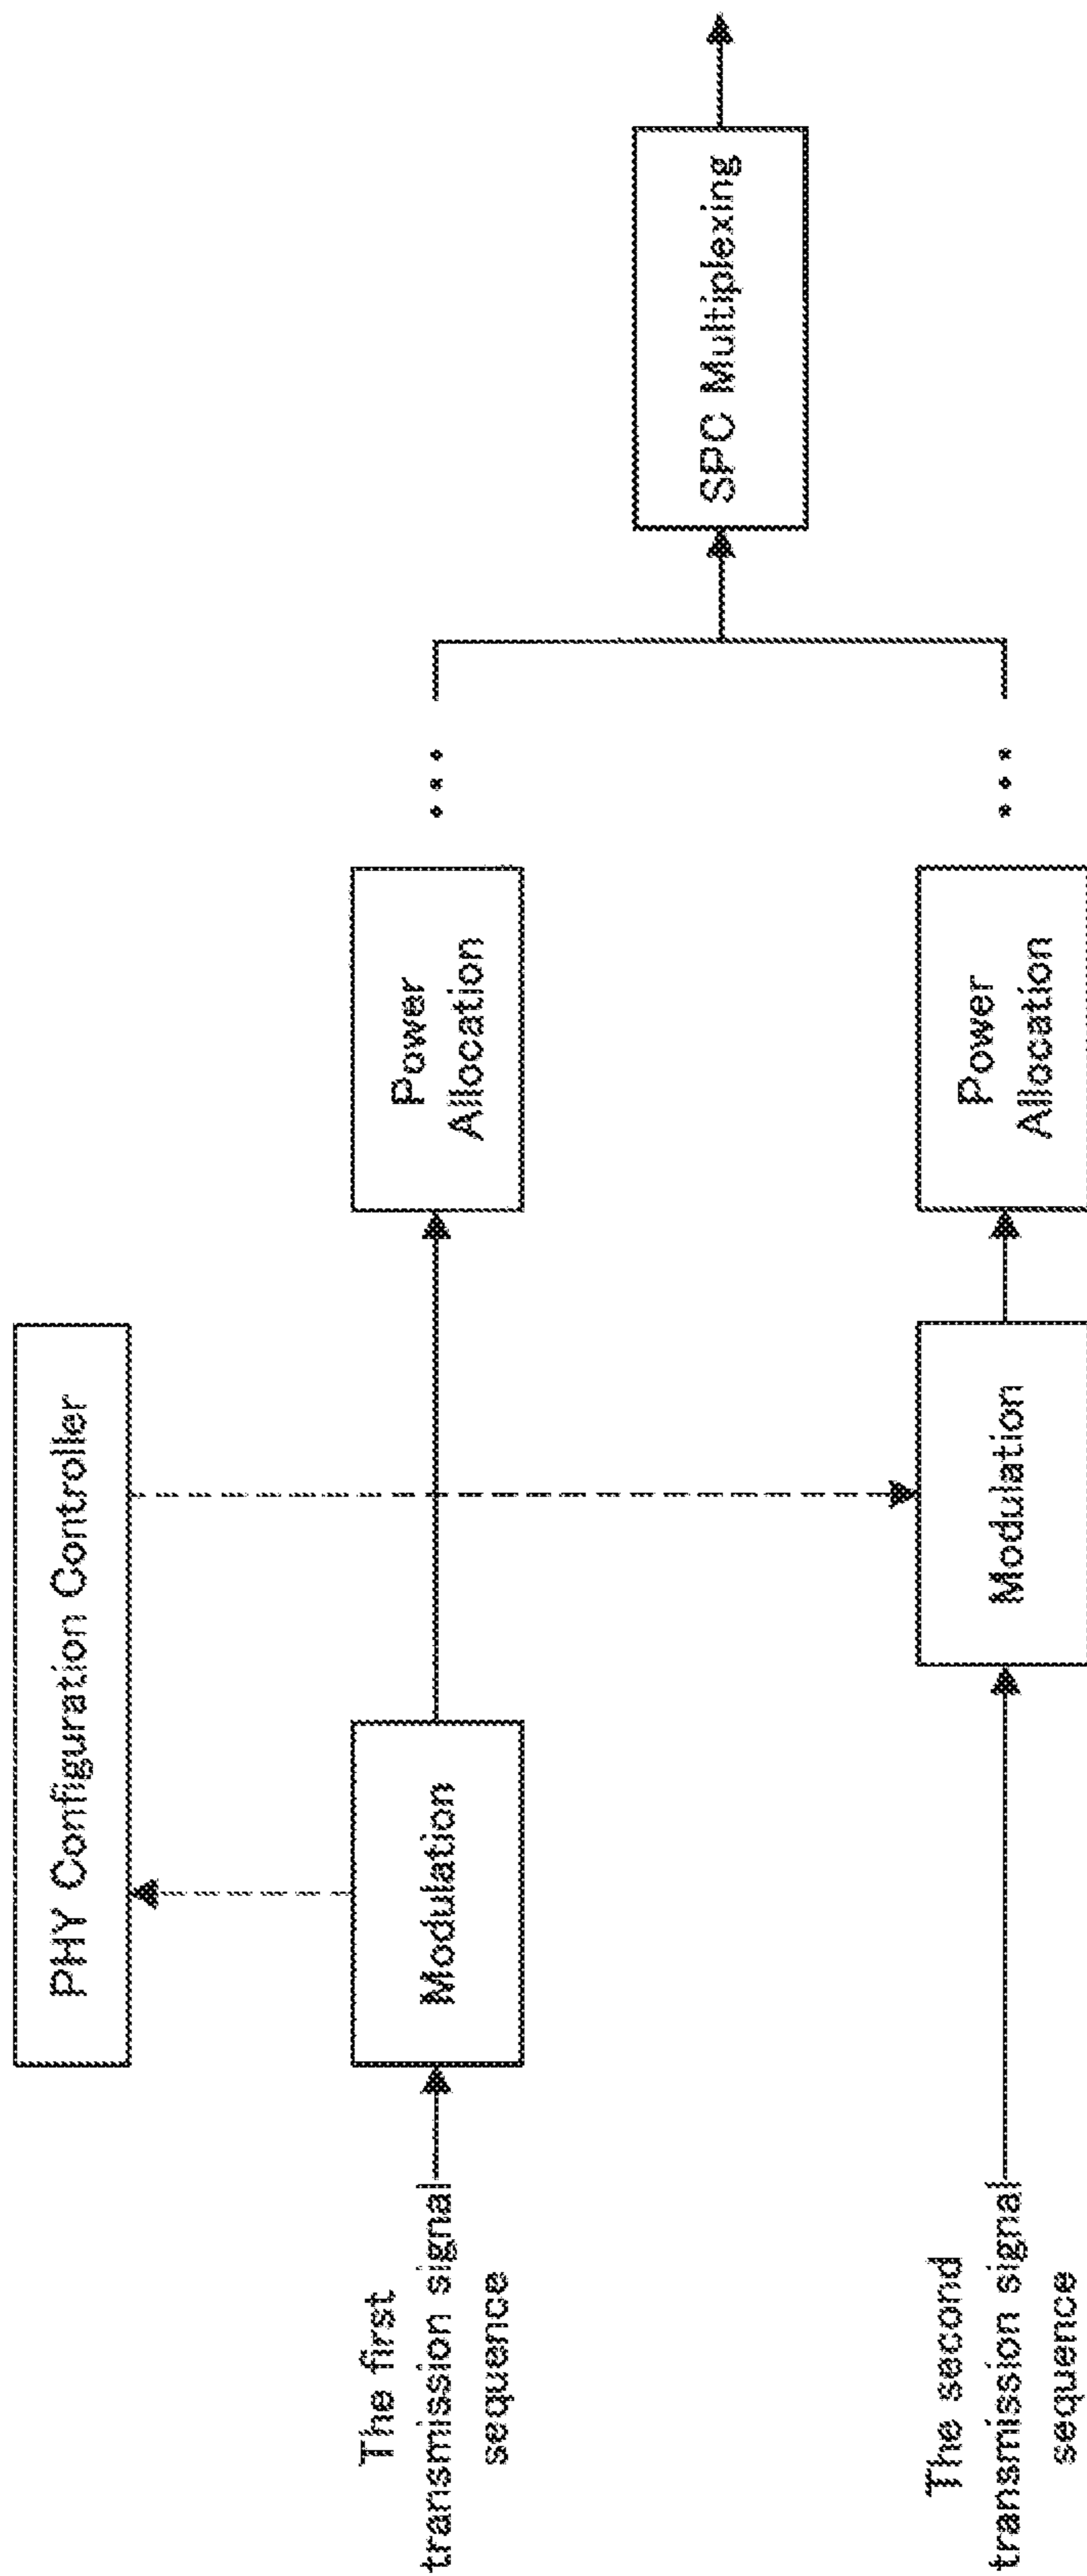 PHY Configuration Controller
The first
transmission signal
sequence
Modulation
Power
Allocation
SPC Multiplexing
The second
transmission signal
sequence
Modulation
Power
Allocation